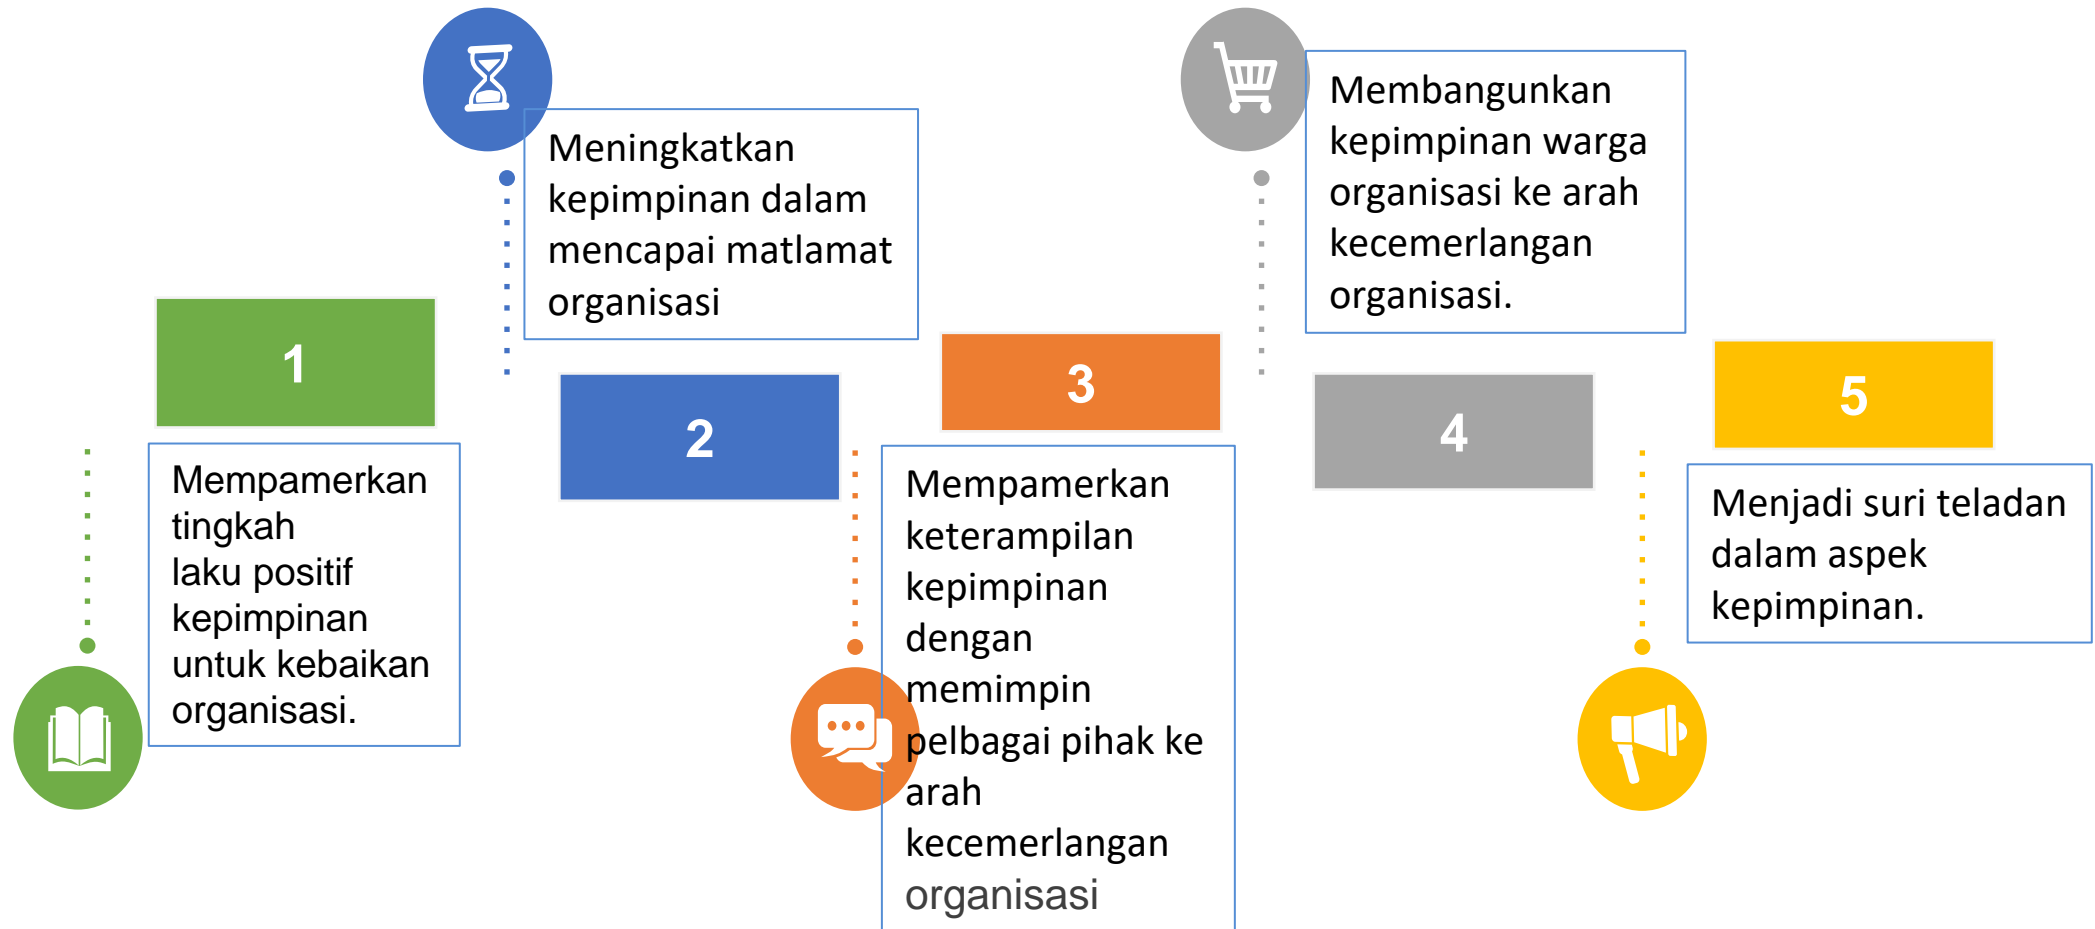 1
Mempamerkan
tingkah
laku positif
kepimpinan
untuk kebaikan
organisasi.
Meningkatkan
kepimpinan dalam
mencapai matlamat
organisasi
2
3
Mempamerkan
keterampilan
kepimpinan
dengan
memimpin
pelbagai pihak ke
arah
kecemerlangan
organisasi
Membangunkan
kepimpinan warga
organisasi ke arah
kecemerlangan
organisasi.
4
5
Menjadi suri teladan
dalam aspek
kepimpinan.